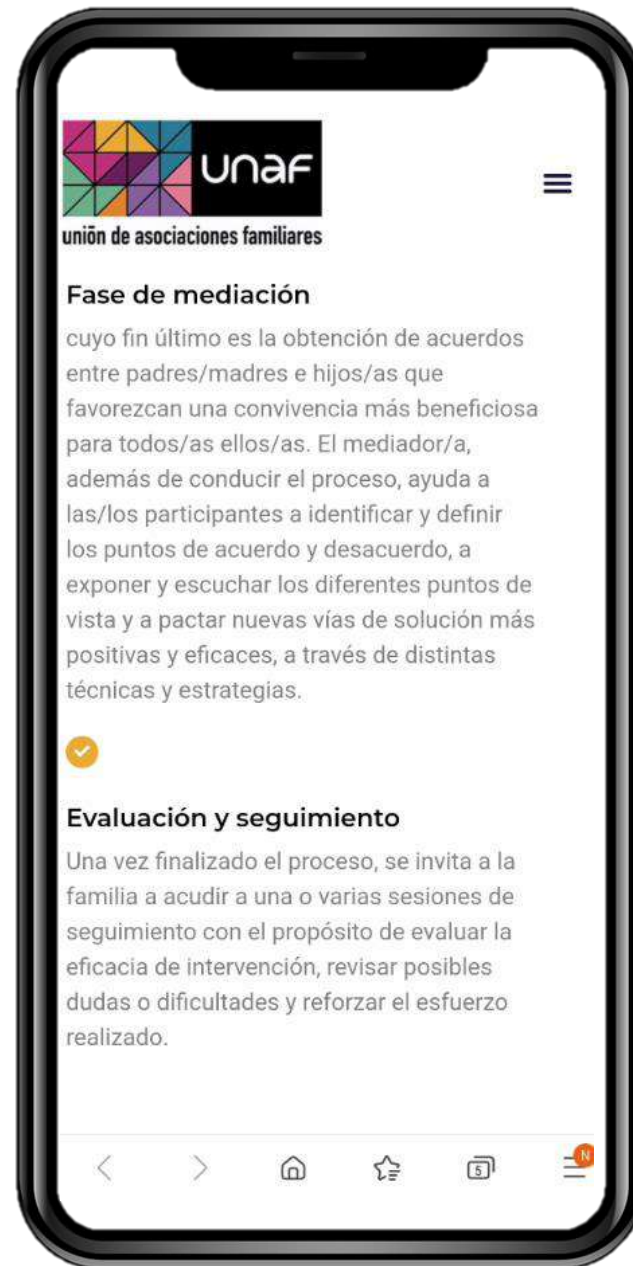 unaf
unión de asociaciones familiares
Fase de mediación
cuyo fin último es la obtención de acuerdos
entre padres/madres e hijos/as que
favorezcan una convivencia más beneficiosa
para todos/as ellos/as. El mediador/a,
además de conducir el proceso, ayuda a
las/los participantes a identificar y definir
los puntos de acuerdo y desacuerdo, a
exponer y escuchar los diferentes puntos de
vista y a pactar nuevas vías de solución más
positivas y eficaces, a través de distintas
técnicas y estrategias.
Evaluación y seguimiento
Una vez finalizado el proceso, se invita a la
familia a acudir a una o varias sesiones de
seguimiento con el propósito de evaluar la
eficacia de intervención, revisar posibles
dudas o dificultades y reforzar el esfuerzo
realizado.
5
N